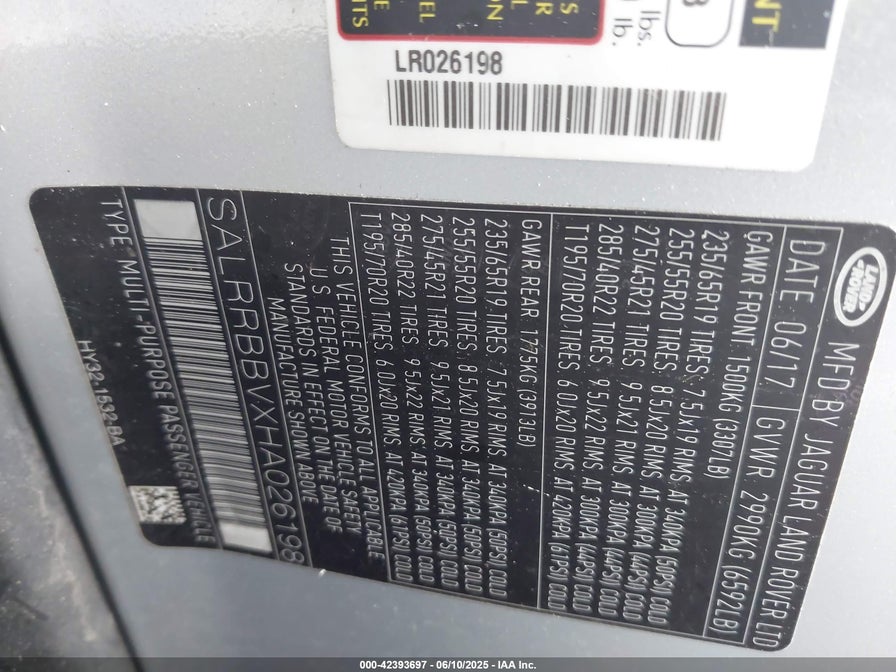 LR026198
LAND-
ROVER
MFD BY JAGUAR LAND ROVER LTD
DATE 06/17 GVWR 2990KG (6592LB)
GAWR FRONT 1500KG (3307LB)
235/65R19 TIRES 7.5Jx19 RIMS AT 340KPA (50PSI) COLD
255/55R20 TIRES 8.5Jx20 RIMS AT 300KPA (44PSI) COLD
275/45R21 TIRES 9.5Jx21 RIMS AT 300KPA (44PSI) COLD
285/40R22 TIRES 9.5Jx22 RIMS AT 300KPA (44PSI) COLD
T195/70R20 TIRES 6.0Jx20 RIMS AT 420KPA (61PSI) COLD
GAWR REAR 1775KG (3913LB)
235/65R19 TIRES 7.5Jx19 RIMS AT 340KPA (50PSI) COLD
255/55R20 TIRES 8.5Jx20 RIMS AT 340KPA (50PSI) COLD
275/45R21 TIRES 9.5Jx21 RIMS AT 340KPA (50PSI) COLD
285/40R22 TIRES 9.5Jx22 RIMS AT 340KPA (50PSI) COLD
T195/70R20 TIRES 6.0Jx20 RIMS AT 420KPA (61PSI) COLD
THIS VEHICLE CONFORMS TO ALL APPLICABLE
U.S. FEDERAL MOTOR VEHICLE SAFETY
STANDARDS IN EFFECT ON THE DATE OF
MANUFACTURE SHOWN ABOVE
SALRRBBVXHA026198
TYPE MULTI-PURPOSE PASSENGER VEHICLE
HY32-1532-BA
000-42393697 - 06/10/2025 - IAA Inc.